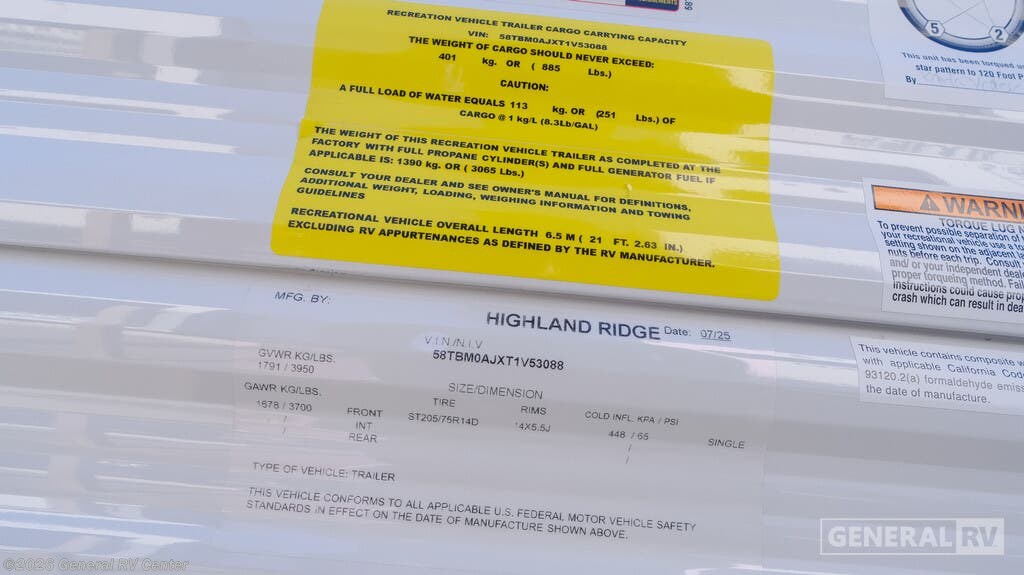 RECREATION VEHICLE TRAILER CARGO CARRYING CAPACITY
VIN: 58TBM0AJXT1V53088
THE WEIGHT OF CARGO SHOULD NEVER EXCEED:
401 kg. OR ( 885 Lbs.)
CAUTION:
A FULL LOAD OF WATER EQUALS 113 kg. OR (251 Lbs.) OF
CARGO @ 1 kg/L (8.3Lb/GAL)
THE WEIGHT OF THIS RECREATION VEHICLE TRAILER AS COMPLETED AT THE
FACTORY WITH FULL PROPANE CYLINDER(S) AND FULL GENERATOR FUEL IF
APPLICABLE IS: 1390 kg. OR ( 3065 Lbs.)
CONSULT YOUR DEALER AND SEE OWNER'S MANUAL FOR DEFINITIONS,
ADDITIONAL WEIGHT, LOADING, WEIGHING INFORMATION AND TOWING
GUIDELINES
RECREATIONAL VEHICLE OVERALL LENGTH 6.5 M ( 21 FT. 2.63 IN.)
EXCLUDING RV APPURTENANCES AS DEFINED BY THE RV MANUFACTURER.
5 2
This unit has been torqued
star pattern to 120 Foot P
By
WARNI
TORQUE LUG N
To prevent possible separation of
your recreational vehicle use a to
setting shown on the adjacent la
nuts before each trip. Consult
and/ or your independent deale
proper torqueing method. Fail
instructions could cause prop
crash which can result in dea
MFG. BY:
HIGHLAND RIDGE Date: 07/25
V.I.N./N.I.V
58TBM0AJXT1V53088
GVWR KG/LBS.
1791 / 3950
GAWR KG/LBS. SIZE/DIMENSION
TIRE RIMS COLD INFL. KPA / PSI
1678 / 3700 FRONT ST205/75R14D 14X5.5J 448 / 65 SINGLE
/ INT /
/ REAR /
TYPE OF VEHICLE: TRAILER
THIS VEHICLE CONFORMS TO ALL APPLICABLE U.S. FEDERAL MOTOR VEHICLE SAFETY
STANDARDS IN EFFECT ON THE DATE OF MANUFACTURE SHOWN ABOVE.
This vehicle contains composite w
with applicable California Code
93120.2(a) formaldehyde emiss
the date of manufacture.
GENERAL RV
©2026 General RV Center